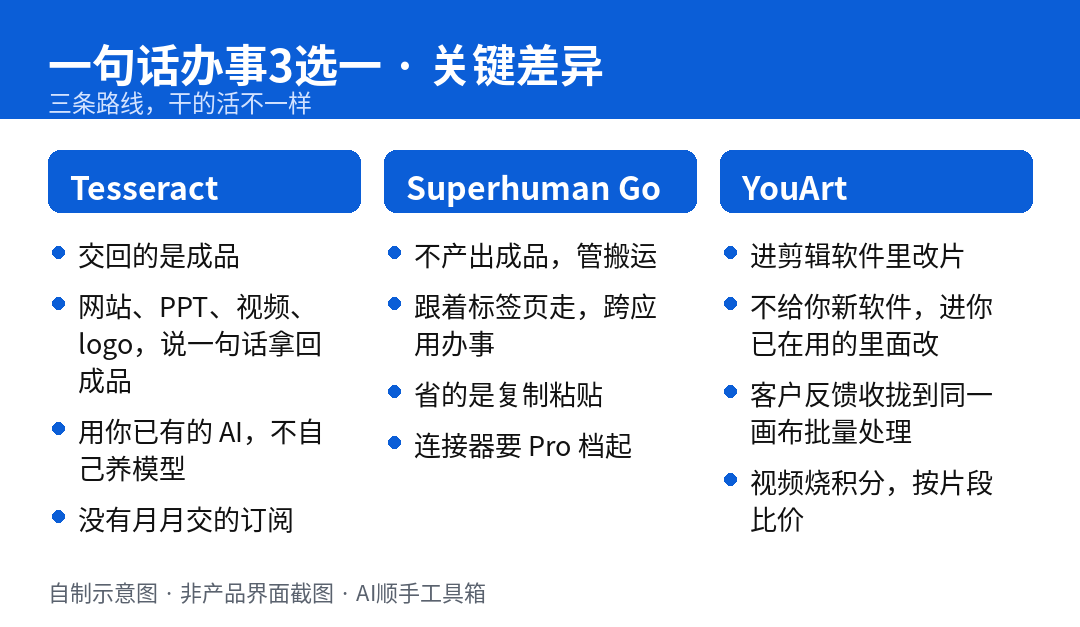 一句话办事3选一 · 关键差异
三条路线，干的活不一样
Tesseract
交回的是成品
网站、PPT、视频、
logo，说一句话拿回
成品
用你已有的 AI，不自
己养模型
没有月月交的订阅
Superhuman Go
不产出成品，管搬运
跟着标签页走，跨应
用办事
省的是复制粘贴
连接器要 Pro 档起
YouArt
进剪辑软件里改片
不给你新软件，进你
已在用的里面改
客户反馈收拢到同一
画布批量处理
视频烧积分，按片段
比价
自制示意图 · 非产品界面截图 · AI顺手工具箱